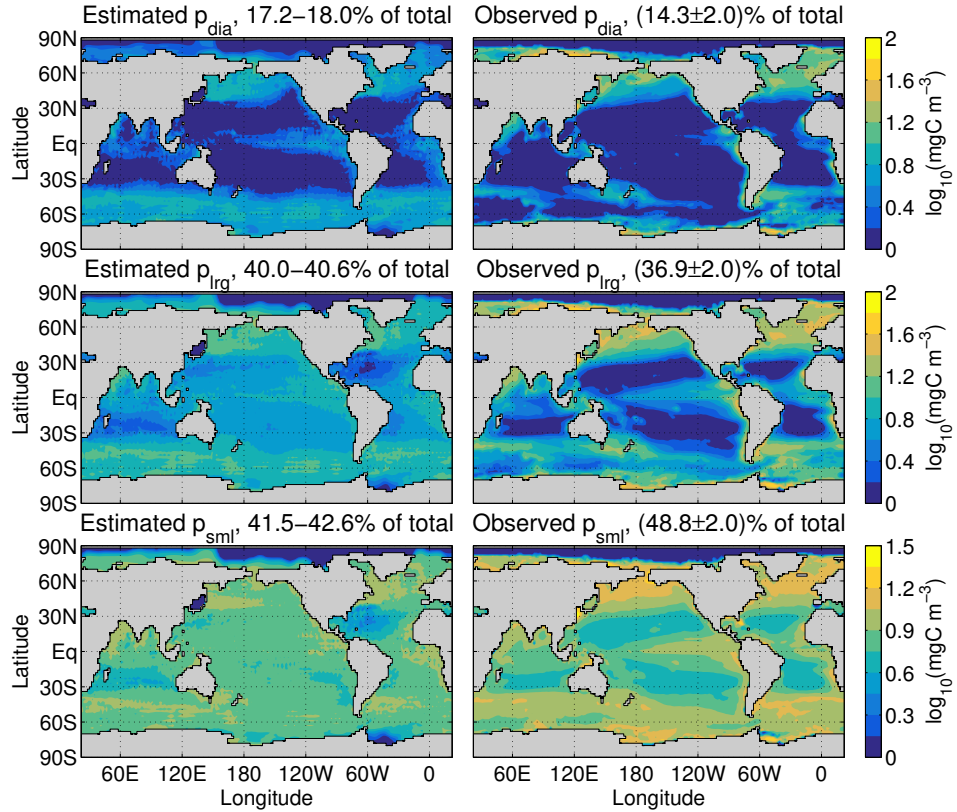 Estimated p_dia, 17.2−18.0% of total
Observed p_dia, (14.3±2.0)% of total
90N
60N
30N
Eq
30S
60S
90S
Latitude
2
1.6
1.2
0.8
0.4
0
log10(mgC m−3)
Estimated p_lrg, 40.0−40.6% of total
Observed p_lrg, (36.9±2.0)% of total
90N
60N
30N
Eq
30S
60S
90S
Latitude
2
1.6
1.2
0.8
0.4
0
log10(mgC m−3)
Estimated p_sml, 41.5−42.6% of total
Observed p_sml, (48.8±2.0)% of total
90N
60N
30N
Eq
30S
60S
90S
Latitude
1.5
1.2
0.9
0.6
0.3
0
log10(mgC m−3)
60E 120E 180 120W 60W 0
60E 120E 180 120W 60W 0
Longitude
Longitude